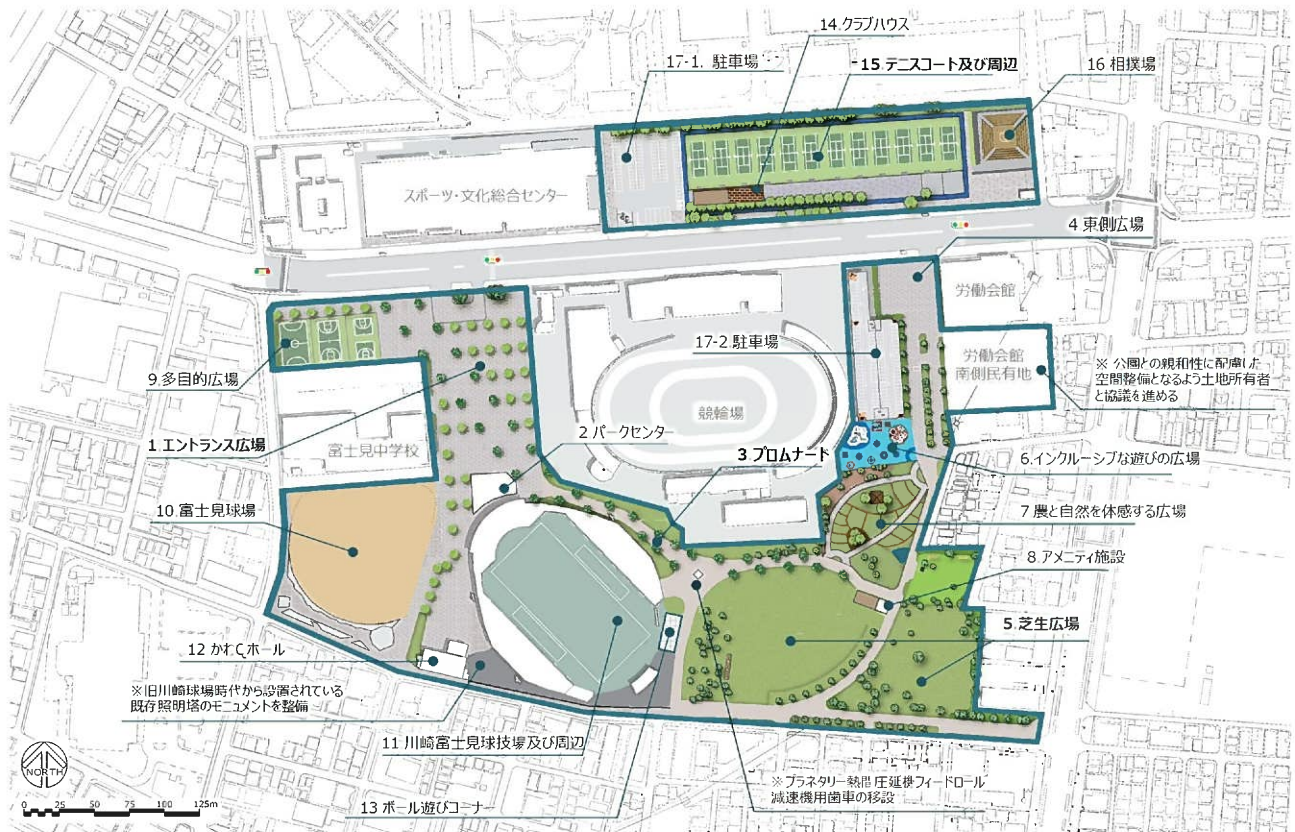 14.クラブハウス
17-1. 駐車場
15.テニスコート及び周辺
16 相撲場
スポーツ・文化総合センター
4 東側広場
労働会館
17-2 駐車場
労働会館
南側民有地
※ 公園との親和性に配慮した
空間整備となるよう土地所有者
と協議を進める
9 多目的広場
競輪場
1.エントランス広場
富士見中学校
2 パークセンター
3 プロムナード
6.インクルーシブな遊びの広場
10 富士見球場
7 農と自然を体感する広場
8 アメニティ施設
5.芝生広場
12 かわQホール
※旧川崎球場時代から設置されている
既存照明塔のモニュメントを整備
11 川崎富士見球技場及び周辺
※ プラネタリー熱間圧延機フィードロール
減速機用歯車の移設
13 ボール遊びコーナー
NORTH
0 25 50 75 100 125m